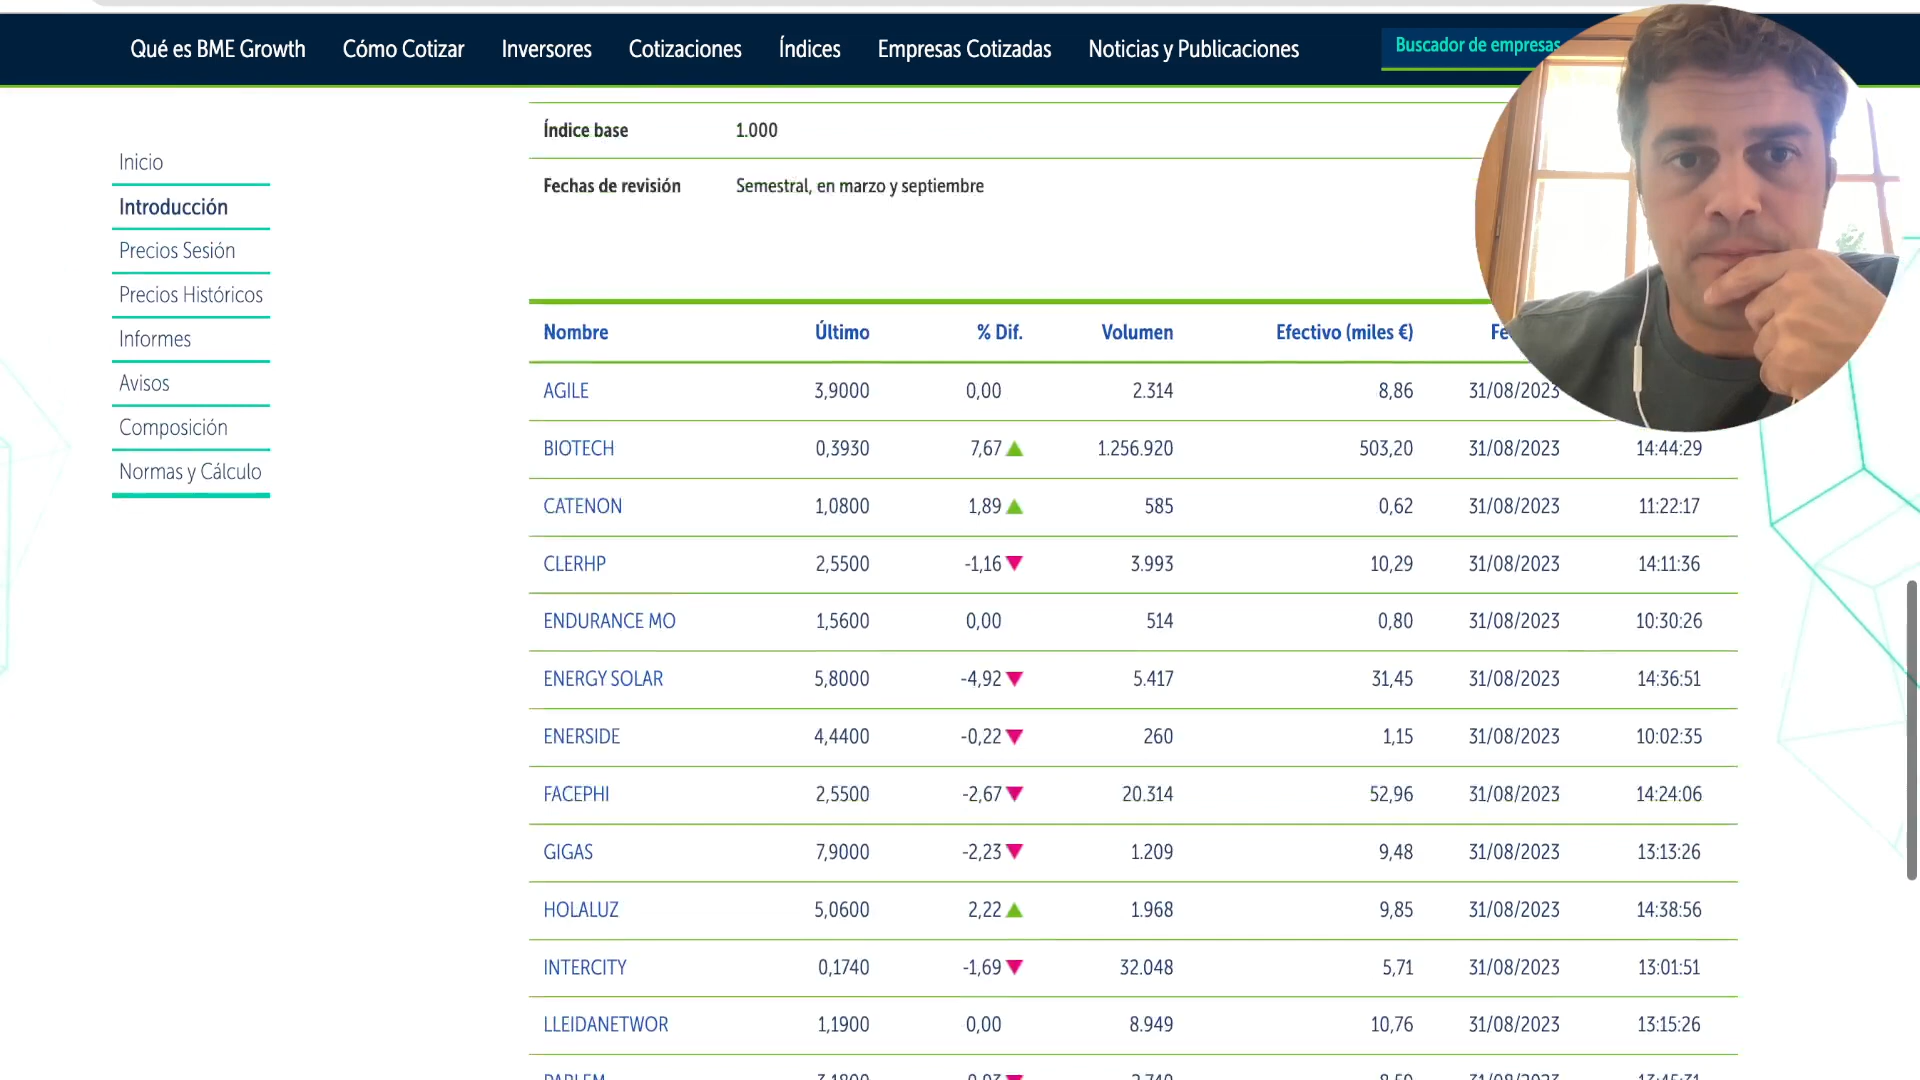 Qué es BME Growth Cómo Cotizar Inversores Cotizaciones Índices Empresas Cotizadas Noticias y Publicaciones Buscador de empresas
Índice base 1.000
Fechas de revisión Semestral, en marzo y septiembre
Inicio
Introducción
Precios Sesión
Precios Históricos
Informes
Avisos
Composición
Normas y Cálculo
Nombre Último % Dif. Volumen Efectivo (miles €)
AGILE 3,9000 0,00 2.314 8,86 31/08/2023
BIOTECH 0,3930 7,67 1.256.920 503,20 31/08/2023 14:44:29
CATENON 1,0800 1,89 585 0,62 31/08/2023 11:22:17
CLERHP 2,5500 -1,16 3.993 10,29 31/08/2023 14:11:36
ENDURANCE MO 1,5600 0,00 514 0,80 31/08/2023 10:30:26
ENERGY SOLAR 5,8000 -4,92 5.417 31,45 31/08/2023 14:36:51
ENERSIDE 4,4400 -0,22 260 1,15 31/08/2023 10:02:35
FACEPHI 2,5500 -2,67 20.314 52,96 31/08/2023 14:24:06
GIGAS 7,9000 -2,23 1.209 9,48 31/08/2023 13:13:26
HOLALUZ 5,0600 2,22 1.968 9,85 31/08/2023 14:38:56
INTERCITY 0,1740 -1,69 32.048 5,71 31/08/2023 13:01:51
LLEIDANETWOR 1,1900 0,00 8.949 10,76 31/08/2023 13:15:26